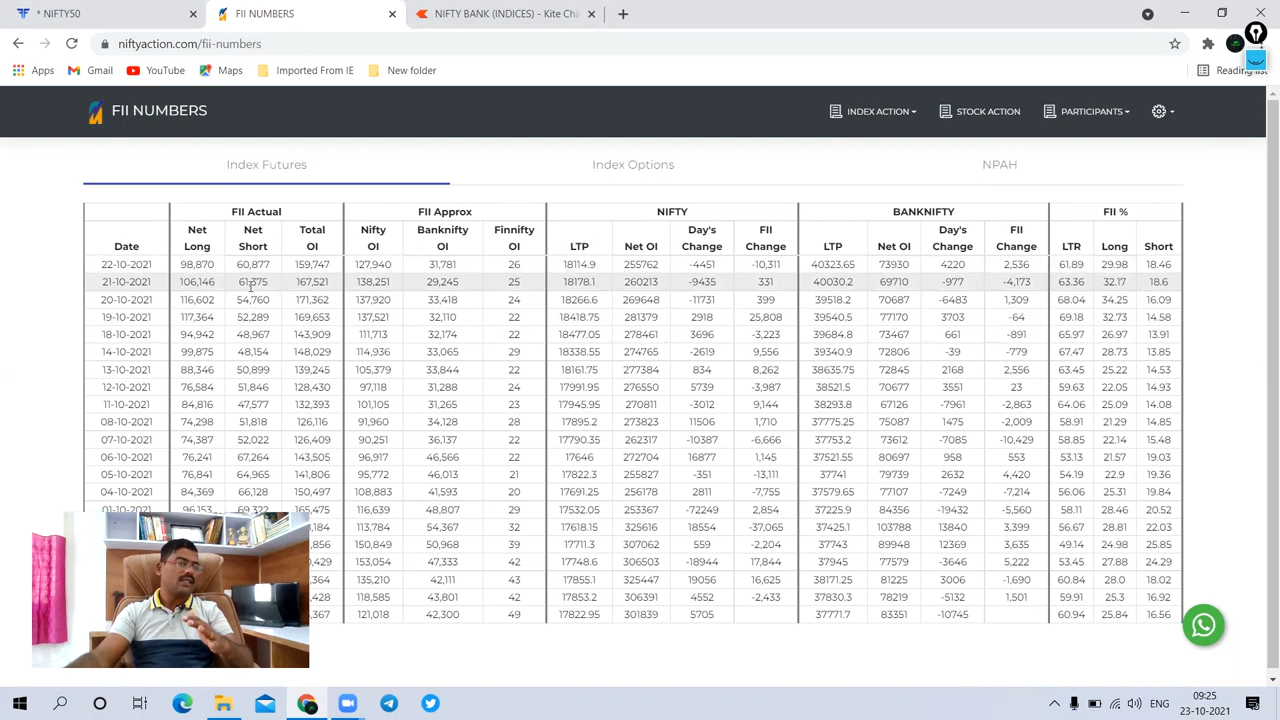 * NIFTY50 × FII NUMBERS × NIFTY BANK (INDICES) - Kite Cha × +
niftyaction.com/fii-numbers
Apps Gmail YouTube Maps Imported From IE New folder Reading list
FII NUMBERS INDEX ACTION STOCK ACTION PARTICIPANTS
Index Futures Index Options NPAH
FII Actual FII Approx NIFTY BANKNIFTY FII %
Net Net Total Nifty Banknifty Finnifty Day's FII Day's FII
Date Long Short OI OI OI OI LTP Net OI Change Change LTP Net OI Change Change LTR Long Short
22-10-2021 98,870 60,877 159,747 127,940 31,781 26 18114.9 255762 -4451 -10,311 40323.65 73930 4220 2,536 61.89 29.98 18.46
21-10-2021 106,146 61,375 167,521 138,251 29,245 25 18178.1 260213 -9435 331 40030.2 69710 -977 -4,173 63.36 32.17 18.6
20-10-2021 116,602 54,760 171,362 137,920 33,418 24 18266.6 269648 -11731 399 39518.2 70687 -6483 1,309 68.04 34.25 16.09
19-10-2021 117,364 52,289 169,653 137,521 32,110 22 18418.75 281379 2918 25,808 39540.5 77170 3703 -64 69.18 32.73 14.58
18-10-2021 94,942 48,967 143,909 111,713 32,174 22 18477.05 278461 3696 -3,223 39684.8 73467 661 -891 65.97 26.97 13.91
14-10-2021 99,875 48,154 148,029 114,936 33,065 29 18338.55 274765 -2619 9,556 39340.9 72806 -39 -779 67.47 28.73 13.85
13-10-2021 88,346 50,899 139,245 105,379 33,844 22 18161.75 277384 834 8,262 38635.75 72845 2168 2,556 63.45 25.22 14.53
12-10-2021 76,584 51,846 128,430 97,118 31,288 24 17991.95 276550 5739 -3,987 38521.5 70677 3551 23 59.63 22.05 14.93
11-10-2021 84,816 47,577 132,393 101,105 31,265 23 17945.95 270811 -3012 9,144 38293.8 67126 -7961 -2,863 64.06 25.09 14.08
08-10-2021 74,298 51,818 126,116 91,960 34,128 28 17895.2 273823 11506 1,710 37775.25 75087 1475 -2,009 58.91 21.29 14.85
07-10-2021 74,387 52,022 126,409 90,251 36,137 22 17790.35 262317 -10387 -6,666 37753.2 73612 -7085 -10,429 58.85 22.14 15.48
06-10-2021 76,241 67,264 143,505 96,917 46,566 22 17646 272704 16877 1,145 37521.55 80697 958 553 53.13 21.57 19.03
05-10-2021 76,841 64,965 141,806 95,772 46,013 21 17822.3 255827 -351 -13,111 37741 79739 2632 4,420 54.19 22.9 19.36
04-10-2021 84,369 66,128 150,497 108,883 41,593 20 17691.25 256178 2811 -7,755 37579.65 77107 -7249 -7,214 56.06 25.31 19.84
01-10-2021 96,153 69,322 165,475 116,639 48,807 29 17532.05 253367 -72249 2,854 37225.9 84356 -19432 -5,560 58.11 28.46 20.52
,184 113,784 54,367 32 17618.15 325616 18554 -37,065 37425.1 103788 13840 3,399 56.67 28.81 22.03
,856 150,849 50,968 39 17711.3 307062 559 -2,204 37743 89948 12369 3,635 49.14 24.98 25.85
,429 153,054 47,333 42 17748.6 306503 -18944 17,844 37945 77579 -3646 5,222 53.45 27.88 24.29
,364 135,210 42,111 43 17855.1 325447 19056 16,625 38171.25 81225 3006 -1,690 60.84 28.0 18.02
,428 118,585 43,801 42 17853.2 306391 4552 -2,433 37830.3 78219 -5132 1,501 59.91 25.3 16.92
,367 121,018 42,300 49 17822.95 301839 5705 37771.7 83351 -10745 60.94 25.84 16.56
ENG 09:25
23-10-2021